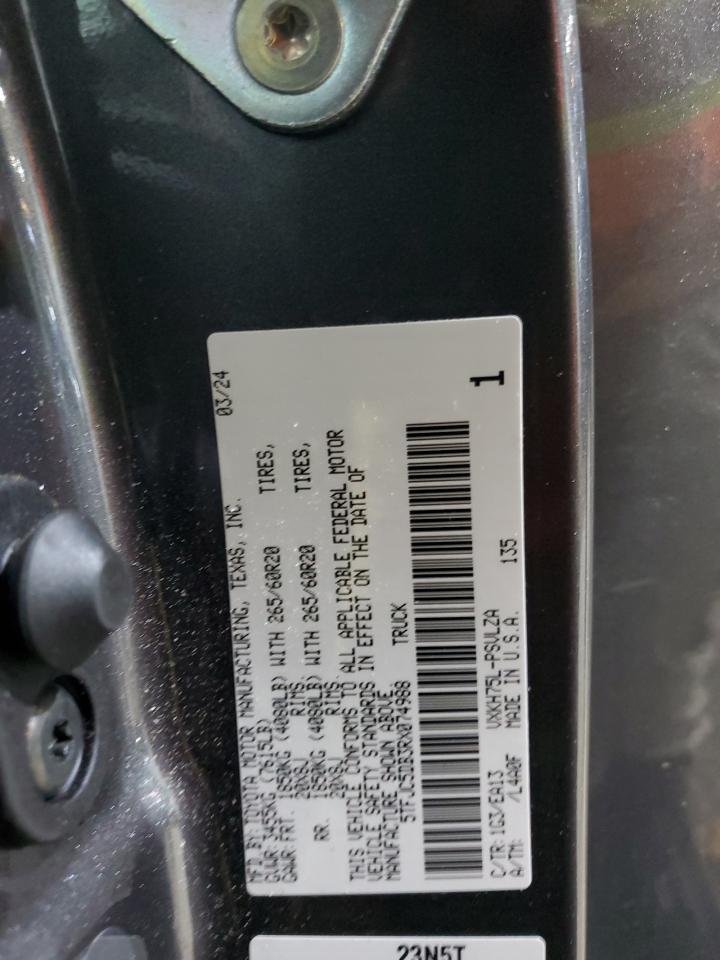 MFD BY: TOYOTA MOTOR MANUFACTURING, TEXAS, INC. 03/24
GVWR: 3455KG (7615LB)
GAWR: FRT. 1850KG (4080LB) WITH 265/60R20 TIRES,
20X8J RIMS,
RR. 1850KG (4080LB) WITH 265/60R20 TIRES,
20X8J RIMS.
THIS VEHICLE CONFORMS TO ALL APPLICABLE FEDERAL MOTOR
VEHICLE SAFETY STANDARDS IN EFFECT ON THE DATE OF
MANUFACTURE SHOWN ABOVE.
5TFJC5DB3RX074988 TRUCK
1
C/TR: 1G3/EA13 VXKH75L-PSVLZA 135
A/TM: /L4A0F MADE IN U.S.A.
23N5T